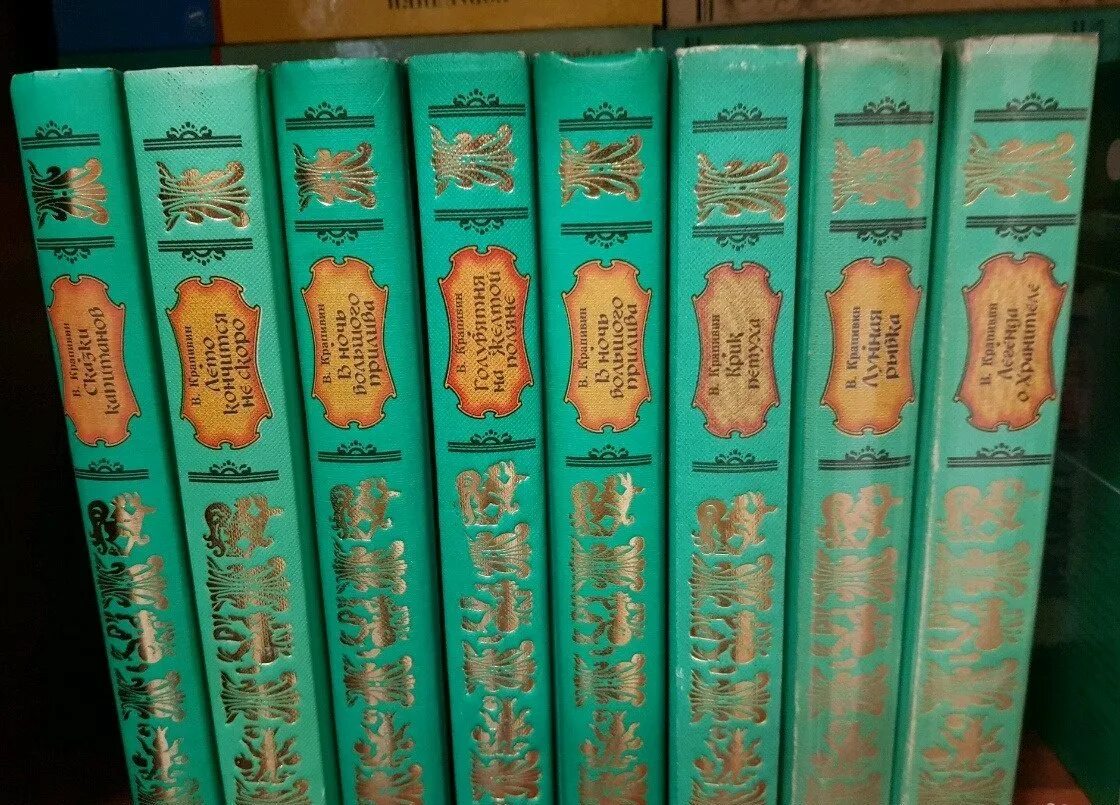 В. Крапивин
Сказки
капитанов
В. Крапивин
Лето
кончится
не скоро
В. Крапивин
В ночь
большого
прилива
В. Крапивин
Голубятня
на желтой
поляне
В. Крапивин
В ночь
большого
прилива
В. Крапивин
Крик
петуха
В. Крапивин
Лунная
рыбка
В. Крапивин
Легенда
о Хранителе